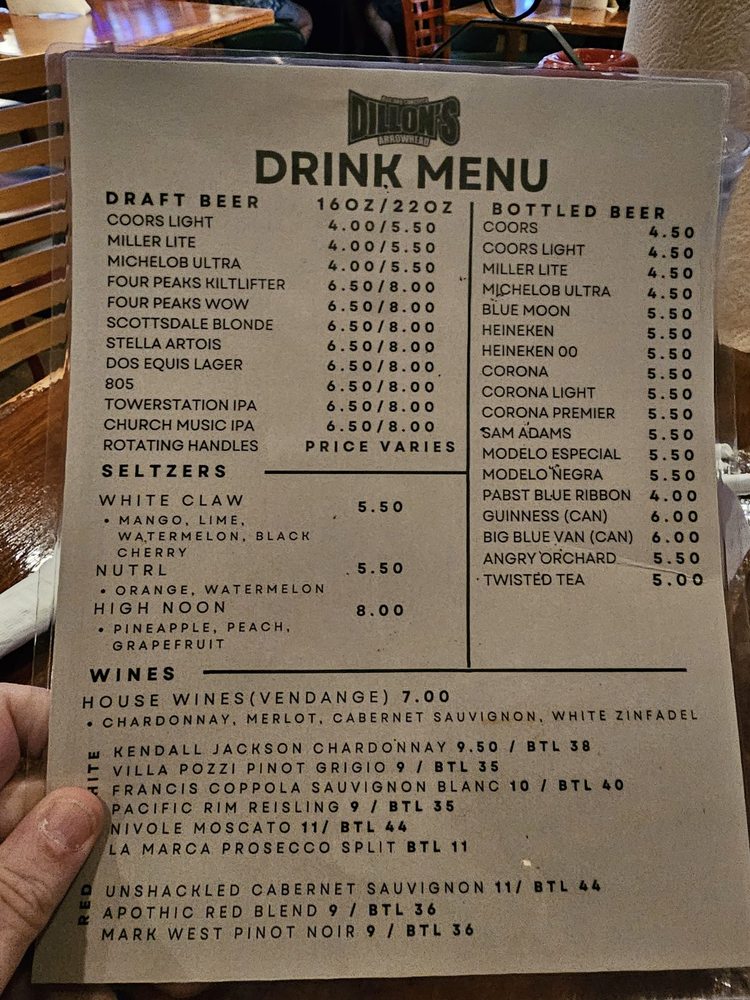 DILLON'S
ARROWHEAD
DRINK MENU
DRAFT BEER 16OZ/22OZ
COORS LIGHT 4.00/5.50
MILLER LITE 4.00/5.50
MICHELOB ULTRA 4.00/5.50
FOUR PEAKS KILTLIFTER 6.50/8.00
FOUR PEAKS WOW 6.50/8.00
SCOTTSDALE BLONDE 6.50/8.00
STELLA ARTOIS 6.50/8.00
DOS EQUIS LAGER 6.50/8.00
805 6.50/8.00
TOWERSTATION IPA 6.50/8.00
CHURCH MUSIC IPA 6.50/8.00
ROTATING HANDLES PRICE VARIES
SELTZERS
WHITE CLAW 5.50
• MANGO, LIME,
WATERMELON, BLACK
CHERRY
NUTRL 5.50
• ORANGE, WATERMELON
HIGH NOON 8.00
• PINEAPPLE, PEACH,
GRAPEFRUIT
BOTTLED BEER
COORS 4.50
COORS LIGHT 4.50
MILLER LITE 4.50
MICHELOB ULTRA 4.50
BLUE MOON 5.50
HEINEKEN 5.50
HEINEKEN 00 5.50
CORONA 5.50
CORONA LIGHT 5.50
CORONA PREMIER 5.50
SAM ADAMS 5.50
MODELO ESPECIAL 5.50
MODELO NEGRA 5.50
PABST BLUE RIBBON 4.00
GUINNESS (CAN) 6.00
BIG BLUE VAN (CAN) 6.00
ANGRY ORCHARD 5.50
TWISTED TEA 5.00
WINES
HOUSE WINES(VENDANGE) 7.00
• CHARDONNAY, MERLOT, CABERNET SAUVIGNON, WHITE ZINFADEL
KENDALL JACKSON CHARDONNAY 9.50 / BTL 38
VILLA POZZI PINOT GRIGIO 9 / BTL 35
FRANCIS COPPOLA SAUVIGNON BLANC 10 / BTL 40
PACIFIC RIM REISLING 9 / BTL 35
NIVOLE MOSCATO 11/ BTL 44
LA MARCA PROSECCO SPLIT BTL 11
RED
UNSHACKLED CABERNET SAUVIGNON 11/ BTL 44
APOTHIC RED BLEND 9 / BTL 36
MARK WEST PINOT NOIR 9 / BTL 36